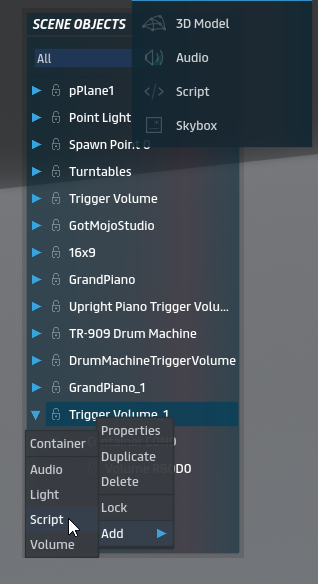 SCENE OBJECTS
3D Model
Audio
Script
Skybox
All
pPlane1
Point Light
Spawn Point 0
Turntables
Trigger Volume
GotMojoStudio
16x9
GrandPiano
Upright Piano Trigger Volu...
TR-909 Drum Machine
DrumMachineTriggerVolume
GrandPiano_1
Trigger Volume_1
Properties
Duplicate
Delete
Lock
Add
Container
Audio
Light
Script
Volume
Volume